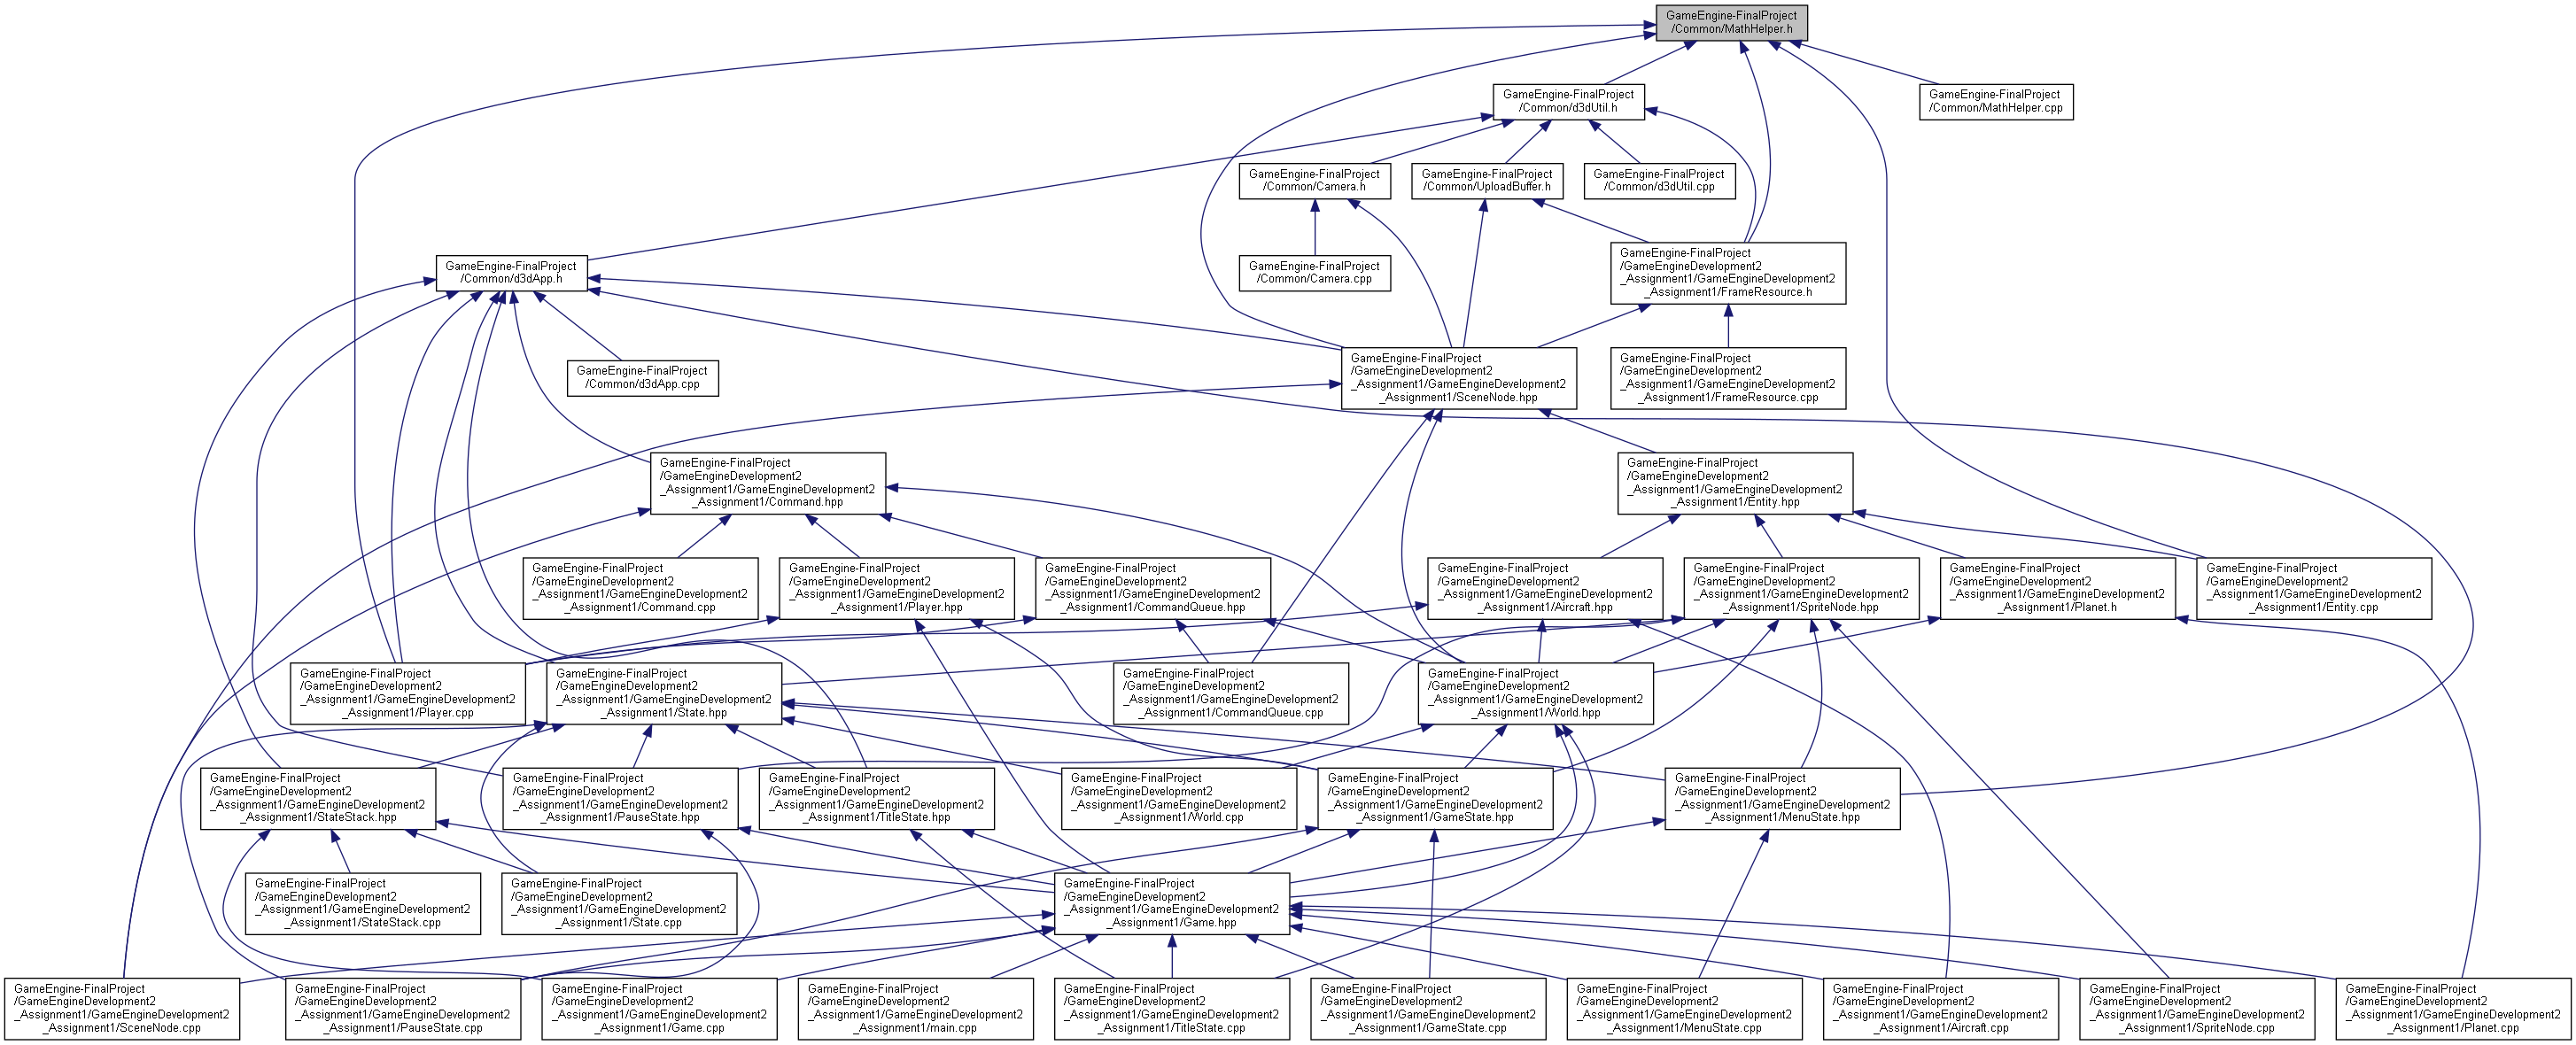 GameEngine-FinalProject
/Common/MathHelper.h
GameEngine-FinalProject
/Common/d3dUtil.h
GameEngine-FinalProject
/Common/MathHelper.cpp
GameEngine-FinalProject
/Common/Camera.h
GameEngine-FinalProject
/Common/UploadBuffer.h
GameEngine-FinalProject
/Common/d3dUtil.cpp
GameEngine-FinalProject
/Common/d3dApp.h
GameEngine-FinalProject
/Common/Camera.cpp
GameEngine-FinalProject
/GameEngineDevelopment2
_Assignment1/GameEngineDevelopment2
_Assignment1/FrameResource.h
GameEngine-FinalProject
/Common/d3dApp.cpp
GameEngine-FinalProject
/GameEngineDevelopment2
_Assignment1/GameEngineDevelopment2
_Assignment1/SceneNode.hpp
GameEngine-FinalProject
/GameEngineDevelopment2
_Assignment1/GameEngineDevelopment2
_Assignment1/FrameResource.cpp
GameEngine-FinalProject
/GameEngineDevelopment2
_Assignment1/GameEngineDevelopment2
_Assignment1/Command.hpp
GameEngine-FinalProject
/GameEngineDevelopment2
_Assignment1/GameEngineDevelopment2
_Assignment1/Entity.hpp
GameEngine-FinalProject
/GameEngineDevelopment2
_Assignment1/GameEngineDevelopment2
_Assignment1/Command.cpp
GameEngine-FinalProject
/GameEngineDevelopment2
_Assignment1/GameEngineDevelopment2
_Assignment1/Player.hpp
GameEngine-FinalProject
/GameEngineDevelopment2
_Assignment1/GameEngineDevelopment2
_Assignment1/CommandQueue.hpp
GameEngine-FinalProject
/GameEngineDevelopment2
_Assignment1/GameEngineDevelopment2
_Assignment1/Aircraft.hpp
GameEngine-FinalProject
/GameEngineDevelopment2
_Assignment1/GameEngineDevelopment2
_Assignment1/SpriteNode.hpp
GameEngine-FinalProject
/GameEngineDevelopment2
_Assignment1/GameEngineDevelopment2
_Assignment1/Planet.h
GameEngine-FinalProject
/GameEngineDevelopment2
_Assignment1/GameEngineDevelopment2
_Assignment1/Entity.cpp
GameEngine-FinalProject
/GameEngineDevelopment2
_Assignment1/GameEngineDevelopment2
_Assignment1/Player.cpp
GameEngine-FinalProject
/GameEngineDevelopment2
_Assignment1/GameEngineDevelopment2
_Assignment1/State.hpp
GameEngine-FinalProject
/GameEngineDevelopment2
_Assignment1/GameEngineDevelopment2
_Assignment1/CommandQueue.cpp
GameEngine-FinalProject
/GameEngineDevelopment2
_Assignment1/GameEngineDevelopment2
_Assignment1/World.hpp
GameEngine-FinalProject
/GameEngineDevelopment2
_Assignment1/GameEngineDevelopment2
_Assignment1/StateStack.hpp
GameEngine-FinalProject
/GameEngineDevelopment2
_Assignment1/GameEngineDevelopment2
_Assignment1/PauseState.hpp
GameEngine-FinalProject
/GameEngineDevelopment2
_Assignment1/GameEngineDevelopment2
_Assignment1/TitleState.hpp
GameEngine-FinalProject
/GameEngineDevelopment2
_Assignment1/GameEngineDevelopment2
_Assignment1/World.cpp
GameEngine-FinalProject
/GameEngineDevelopment2
_Assignment1/GameEngineDevelopment2
_Assignment1/GameState.hpp
GameEngine-FinalProject
/GameEngineDevelopment2
_Assignment1/GameEngineDevelopment2
_Assignment1/MenuState.hpp
GameEngine-FinalProject
/GameEngineDevelopment2
_Assignment1/GameEngineDevelopment2
_Assignment1/StateStack.cpp
GameEngine-FinalProject
/GameEngineDevelopment2
_Assignment1/GameEngineDevelopment2
_Assignment1/State.cpp
GameEngine-FinalProject
/GameEngineDevelopment2
_Assignment1/GameEngineDevelopment2
_Assignment1/Game.hpp
GameEngine-FinalProject
/GameEngineDevelopment2
_Assignment1/GameEngineDevelopment2
_Assignment1/SceneNode.cpp
GameEngine-FinalProject
/GameEngineDevelopment2
_Assignment1/GameEngineDevelopment2
_Assignment1/PauseState.cpp
GameEngine-FinalProject
/GameEngineDevelopment2
_Assignment1/GameEngineDevelopment2
_Assignment1/Game.cpp
GameEngine-FinalProject
/GameEngineDevelopment2
_Assignment1/GameEngineDevelopment2
_Assignment1/main.cpp
GameEngine-FinalProject
/GameEngineDevelopment2
_Assignment1/GameEngineDevelopment2
_Assignment1/TitleState.cpp
GameEngine-FinalProject
/GameEngineDevelopment2
_Assignment1/GameEngineDevelopment2
_Assignment1/GameState.cpp
GameEngine-FinalProject
/GameEngineDevelopment2
_Assignment1/GameEngineDevelopment2
_Assignment1/MenuState.cpp
GameEngine-FinalProject
/GameEngineDevelopment2
_Assignment1/GameEngineDevelopment2
_Assignment1/Aircraft.cpp
GameEngine-FinalProject
/GameEngineDevelopment2
_Assignment1/GameEngineDevelopment2
_Assignment1/SpriteNode.cpp
GameEngine-FinalProject
/GameEngineDevelopment2
_Assignment1/GameEngineDevelopment2
_Assignment1/Planet.cpp